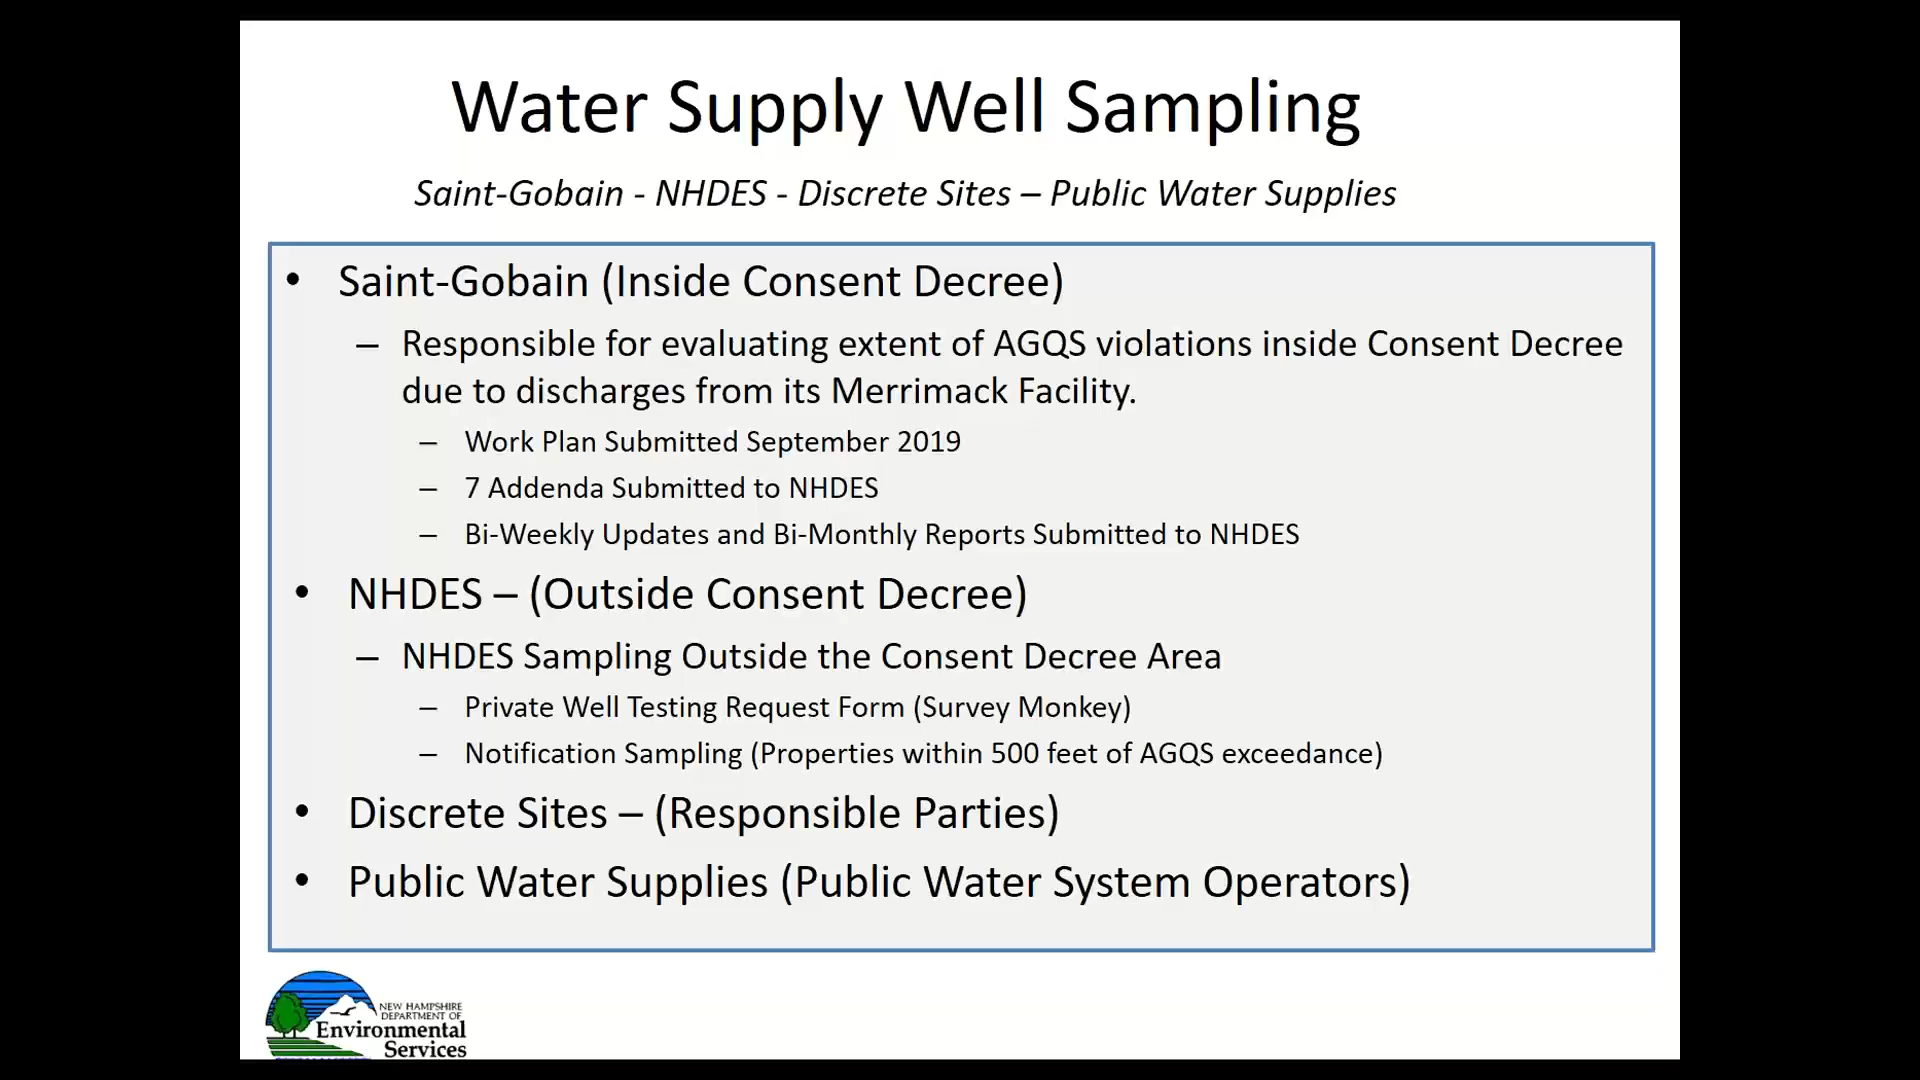 Water Supply Well Sampling
Saint-Gobain - NHDES - Discrete Sites – Public Water Supplies
• Saint-Gobain (Inside Consent Decree)
– Responsible for evaluating extent of AGQS violations inside Consent Decree
due to discharges from its Merrimack Facility.
– Work Plan Submitted September 2019
– 7 Addenda Submitted to NHDES
– Bi-Weekly Updates and Bi-Monthly Reports Submitted to NHDES
• NHDES – (Outside Consent Decree)
– NHDES Sampling Outside the Consent Decree Area
– Private Well Testing Request Form (Survey Monkey)
– Notification Sampling (Properties within 500 feet of AGQS exceedance)
• Discrete Sites – (Responsible Parties)
• Public Water Supplies (Public Water System Operators)
NEW HAMPSHIRE
DEPARTMENT OF
Environmental
Services